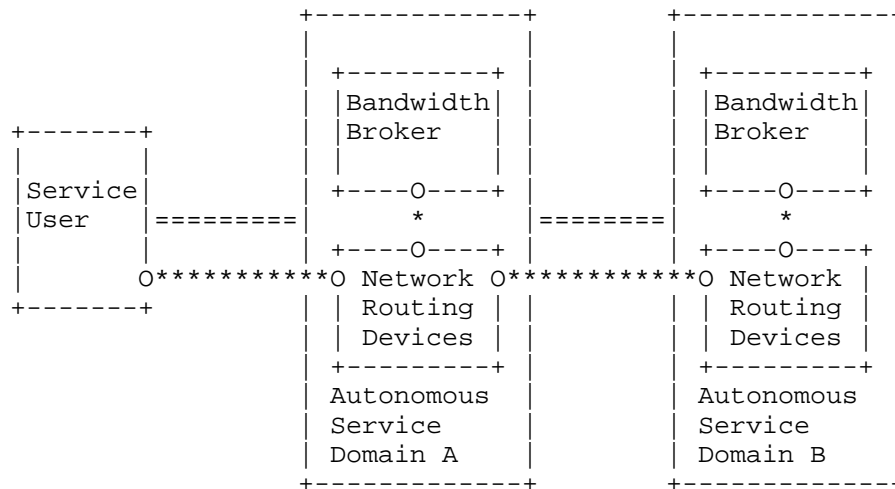 Bandwidth Bandwidth
Broker Broker
Service
User
Network Network
Routing Routing
Devices Devices
Autonomous Autonomous
Service Service
Domain A Domain B